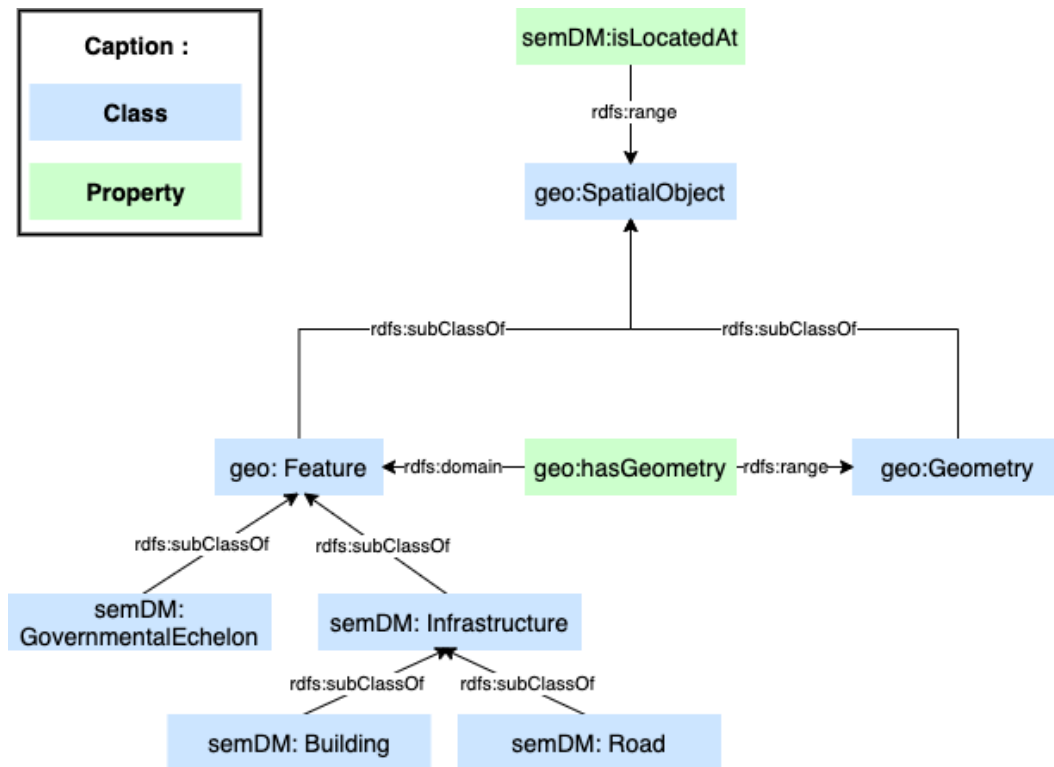 Caption :
Class
Property
semDM:isLocatedAt
rdfs:range
geo:SpatialObject
rdfs:subClassOf
rdfs:subClassOf
geo: Feature
rdfs:domain
geo:hasGeometry
rdfs:range
geo:Geometry
rdfs:subClassOf
rdfs:subClassOf
semDM:
GovernmentalEchelon
semDM: Infrastructure
rdfs:subClassOf
rdfs:subClassOf
semDM: Building
semDM: Road